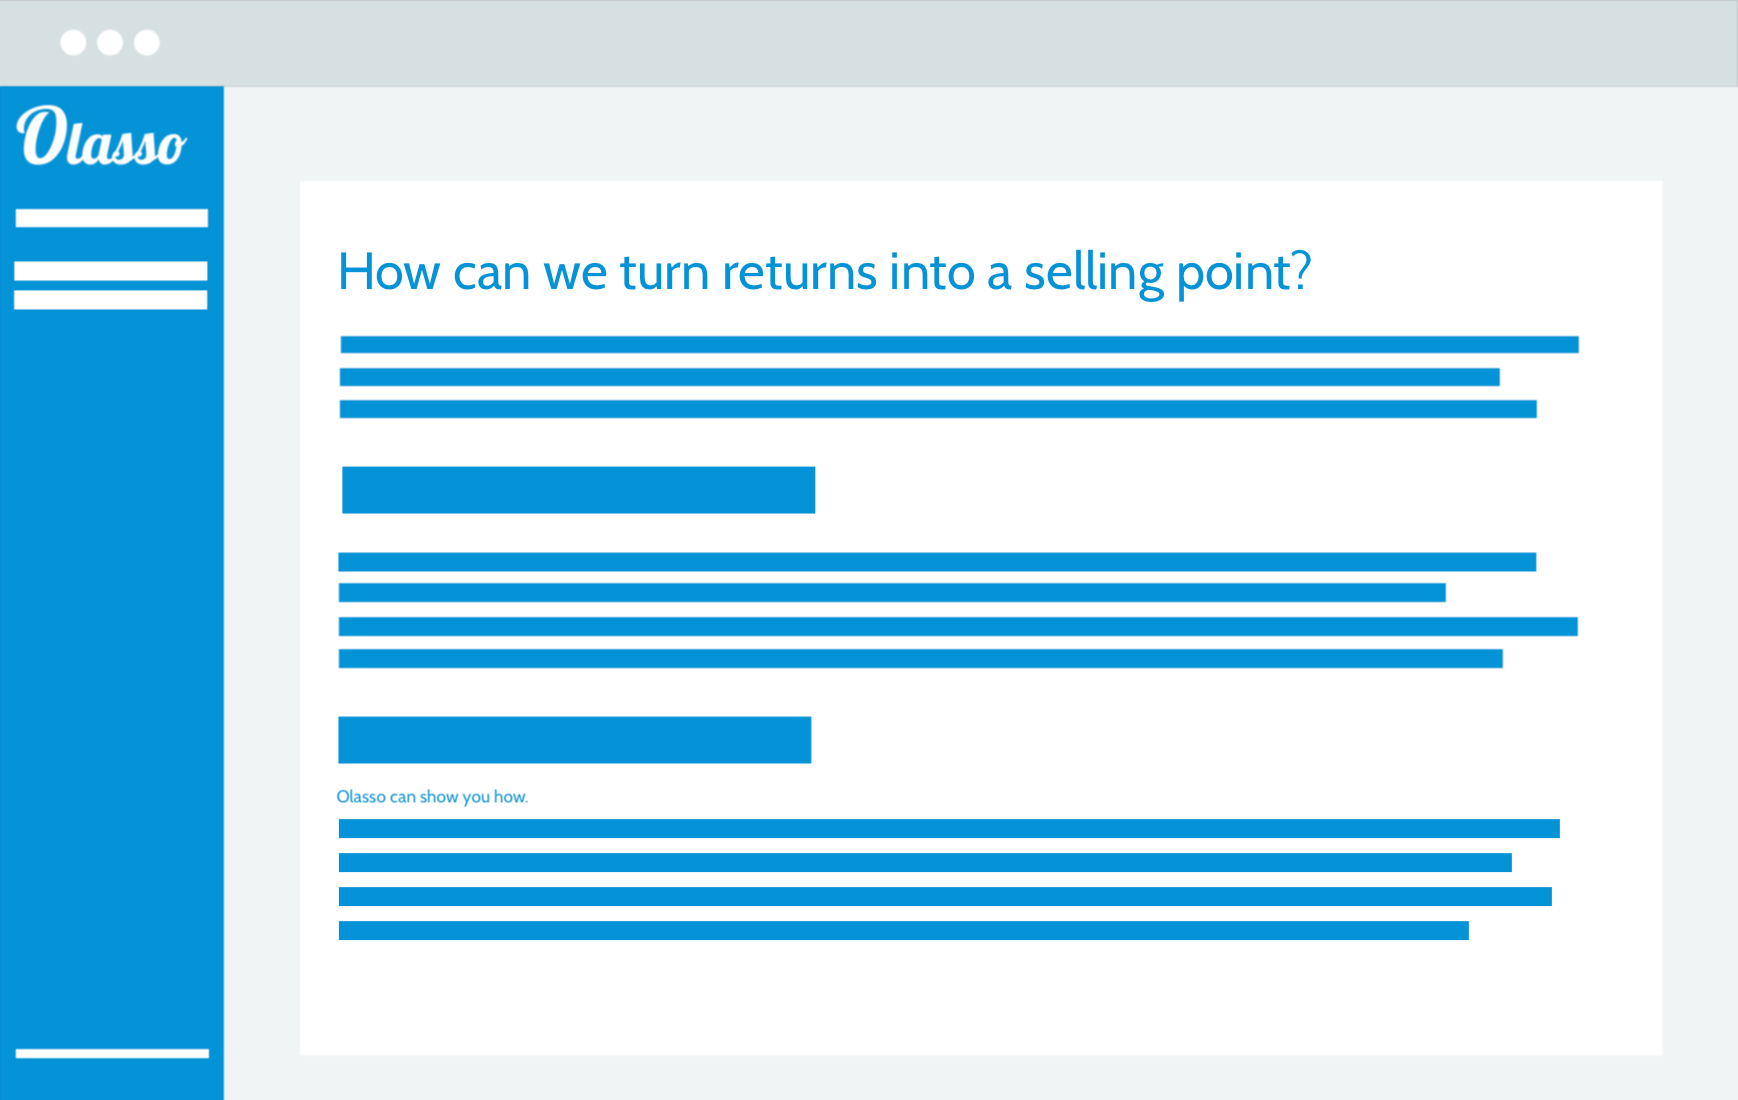 Olasso
How can we turn returns into a selling point?
Olasso can show you how.